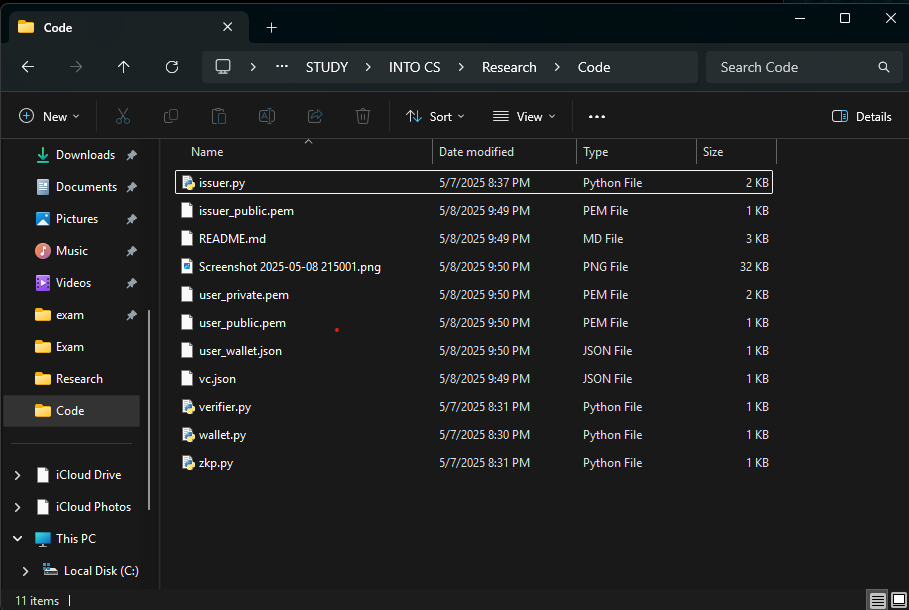 Code
STUDY > INTO CS > Research > Code
Search Code
New
Sort
View
Details
Name Date modified Type Size
Downloads
Documents
Pictures
Music
Videos
exam
Exam
Research
Code
iCloud Drive
iCloud Photos
This PC
Local Disk (C:)
issuer.py 5/7/2025 8:37 PM Python File 2 KB
issuer_public.pem 5/8/2025 9:49 PM PEM File 1 KB
README.md 5/8/2025 9:49 PM MD File 3 KB
Screenshot 2025-05-08 215001.png 5/8/2025 9:50 PM PNG File 32 KB
user_private.pem 5/8/2025 9:50 PM PEM File 2 KB
user_public.pem 5/8/2025 9:50 PM PEM File 1 KB
user_wallet.json 5/8/2025 9:50 PM JSON File 1 KB
vc.json 5/8/2025 9:49 PM JSON File 1 KB
verifier.py 5/7/2025 8:31 PM Python File 1 KB
wallet.py 5/7/2025 8:30 PM Python File 1 KB
zkp.py 5/7/2025 8:31 PM Python File 1 KB
11 items